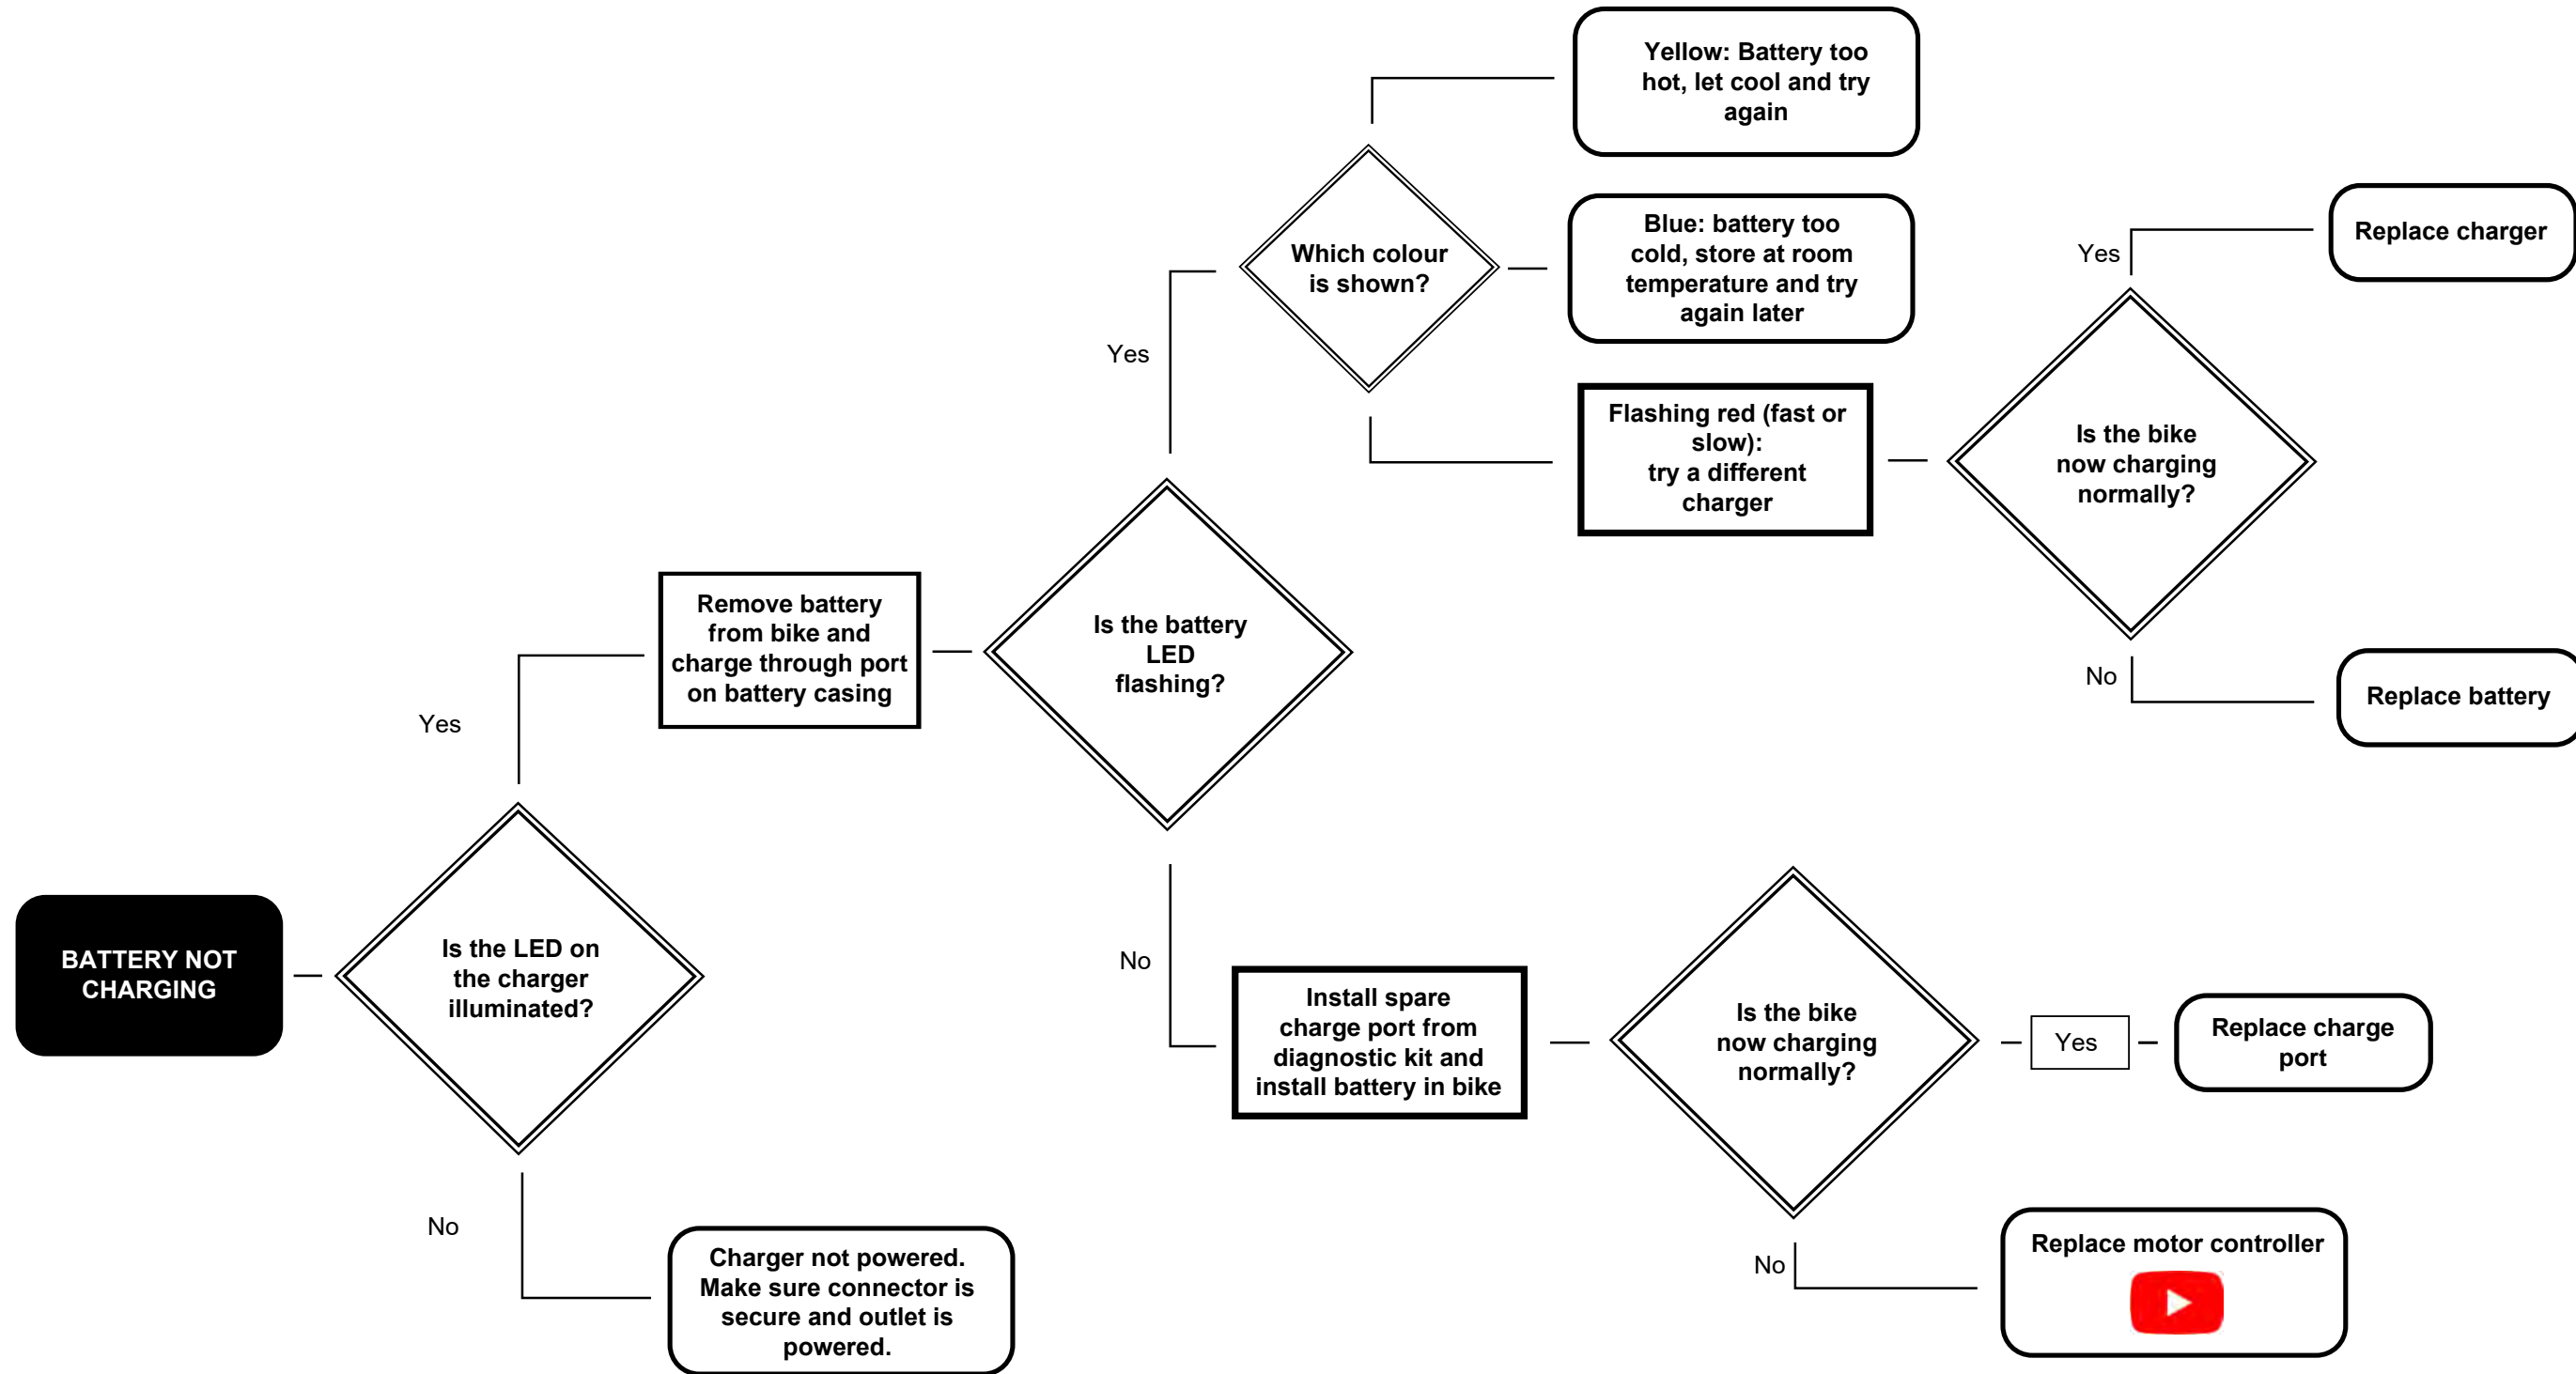 BATTERY NOT
CHARGING
Is the LED on
the charger
illuminated?
Yes
No
Charger not powered.
Make sure connector is
secure and outlet is
powered.
Remove battery
from bike and
charge through port
on battery casing
Is the battery
LED
flashing?
Yes
No
Which colour
is shown?
Yellow: Battery too
hot, let cool and try
again
Blue: battery too
cold, store at room
temperature and try
again later
Flashing red (fast or
slow):
try a different
charger
Is the bike
now charging
normally?
Yes
Replace charger
No
Replace battery
Install spare
charge port from
diagnostic kit and
install battery in bike
Is the bike
now charging
normally?
Yes
Replace charge
port
No
Replace motor controller